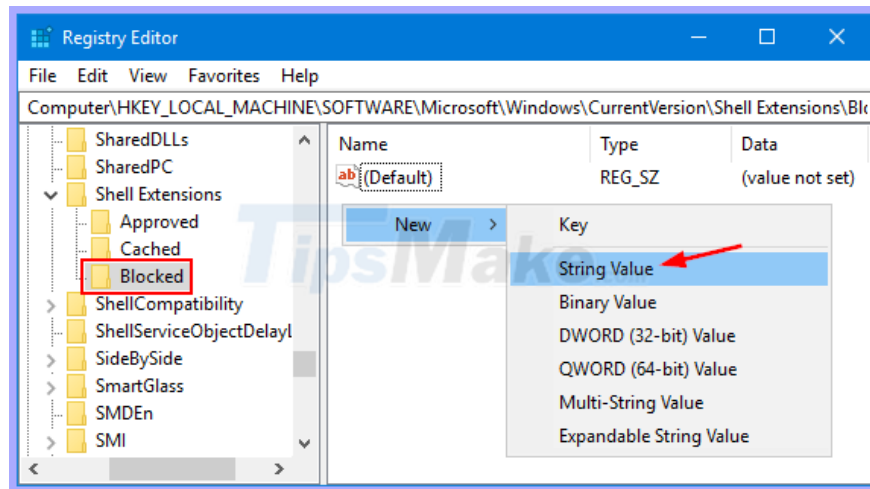 Registry Editor
File Edit View Favorites Help
Computer\HKEY_LOCAL_MACHINE\SOFTWARE\Microsoft\Windows\CurrentVersion\Shell Extensions\Blo
SharedDLLs
SharedPC
Shell Extensions
Approved
Cached
Blocked
ShellCompatibility
ShellServiceObjectDelayL
SideBySide
SmartGlass
SMDEn
SMI
Name Type Data
ab (Default) REG_SZ (value not set)
New
Key
String Value
Binary Value
DWORD (32-bit) Value
QWORD (64-bit) Value
Multi-String Value
Expandable String Value
TipsMake.com